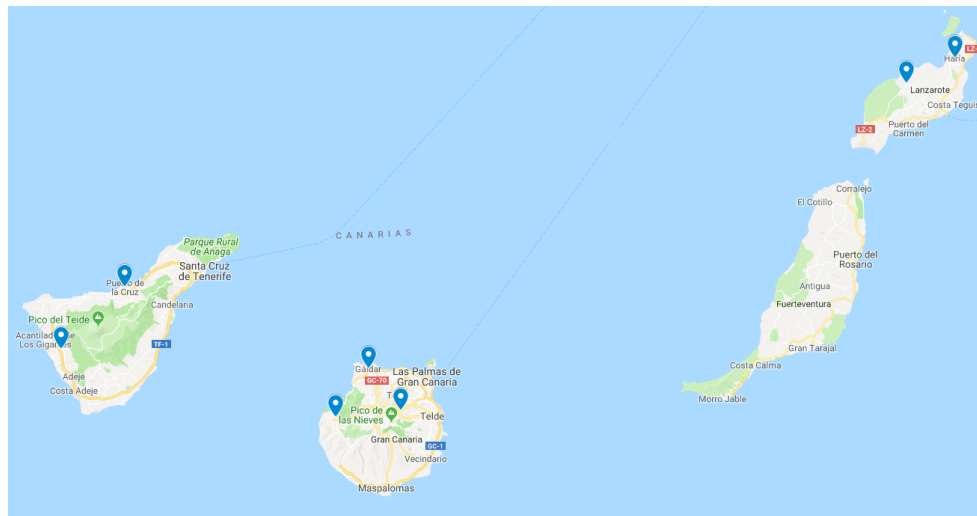 Haría
LZ-
Lanzarote
Costa Teguis
Puerto del
Carmen
LZ-2
Corralejo
El Cotillo
CANARIAS
Parque Rural
de Anaga
Santa Cruz
de Tenerife
Puerto de
la Cruz
Candelaria
Pico del Teide
Acantilados de
Los Gigantes
TF-1
Adeje
Costa Adeje
Puerto del
Rosario
Antigua
Fuerteventura
Gran Tarajal
Costa Calma
Morro Jable
Gáldar
GC-70
Las Palmas de
Gran Canaria
Pico de
las Nieves
Telde
Gran Canaria
GC-1
Vecindario
Maspalomas